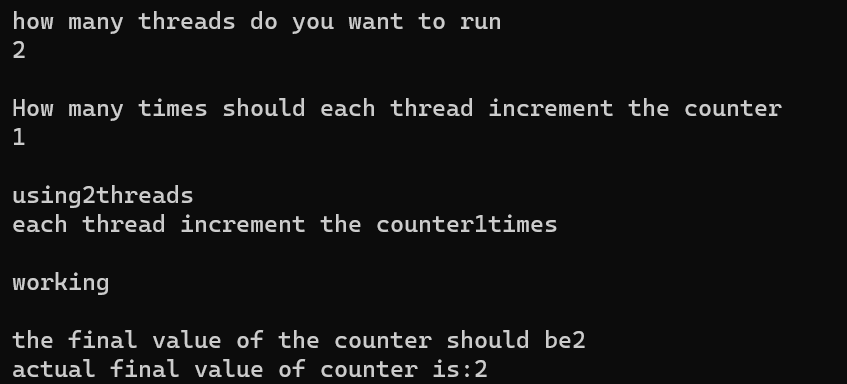 how many threads do you want to run
2
How many times should each thread increment the counter
1
using2threads
each thread increment the counter1times
working
the final value of the counter should be2
actual final value of counter is:2